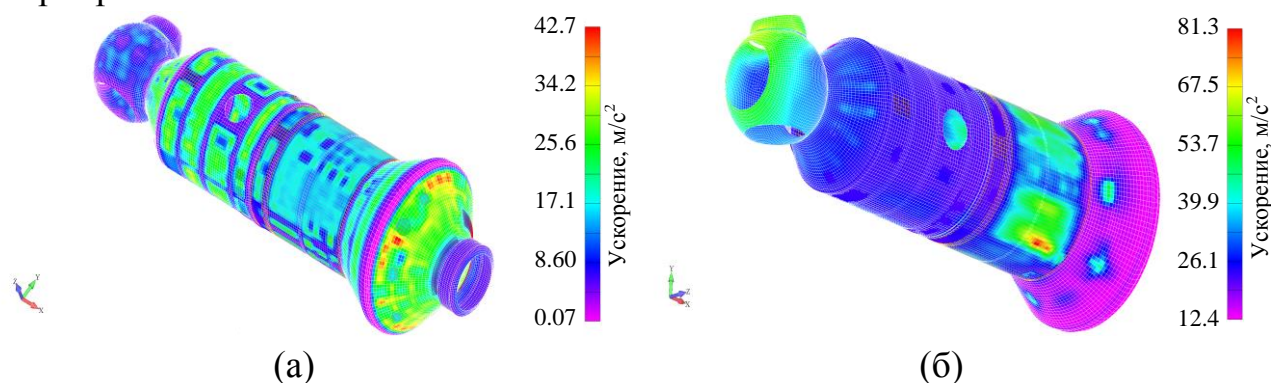 42.7
34.2
25.6
17.1
8.60
0.07
Ускорение, м/с²
Z Y X
(а)
81.3
67.5
53.7
39.9
26.1
12.4
Ускорение, м/с²
Y Z X
(б)